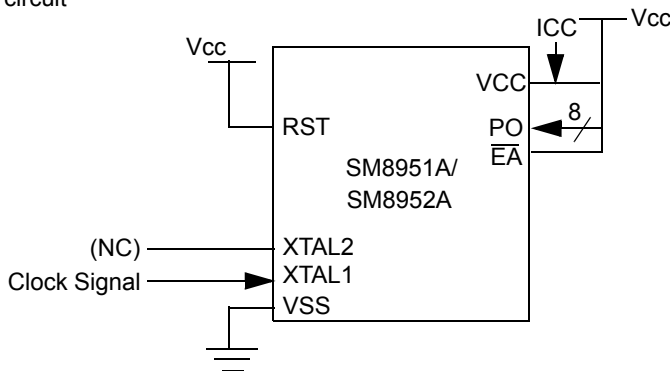 circuit
Vcc
ICC
Vcc
VCC
RST
8
PO
EA
SM8951A/
SM8952A
(NC)
XTAL2
Clock Signal
XTAL1
VSS